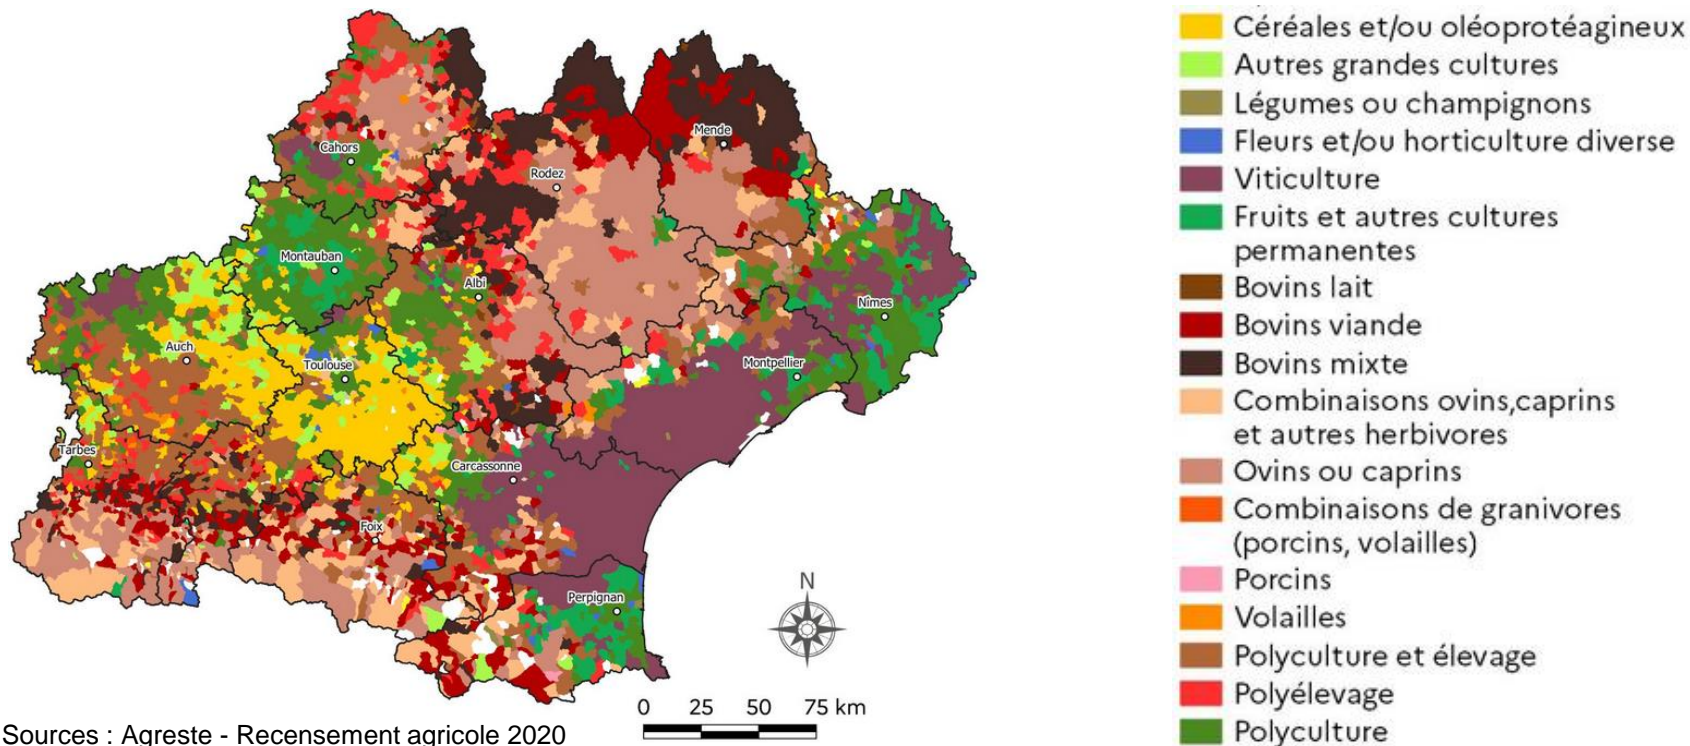 Cahors
Mende
Rodez
Montauban
Albi
Nîmes
Auch
Toulouse
Montpellier
Tarbes
Carcassonne
Foix
Perpignan
N
0 25 50 75 km
Sources : Agreste - Recensement agricole 2020
Céréales et/ou oléoprotéagineux
Autres grandes cultures
Légumes ou champignons
Fleurs et/ou horticulture diverse
Viticulture
Fruits et autres cultures
permanentes
Bovins lait
Bovins viande
Bovins mixte
Combinaisons ovins,caprins
et autres herbivores
Ovins ou caprins
Combinaisons de granivores
(porcins, volailles)
Porcins
Volailles
Polyculture et élevage
Polyélevage
Polyculture